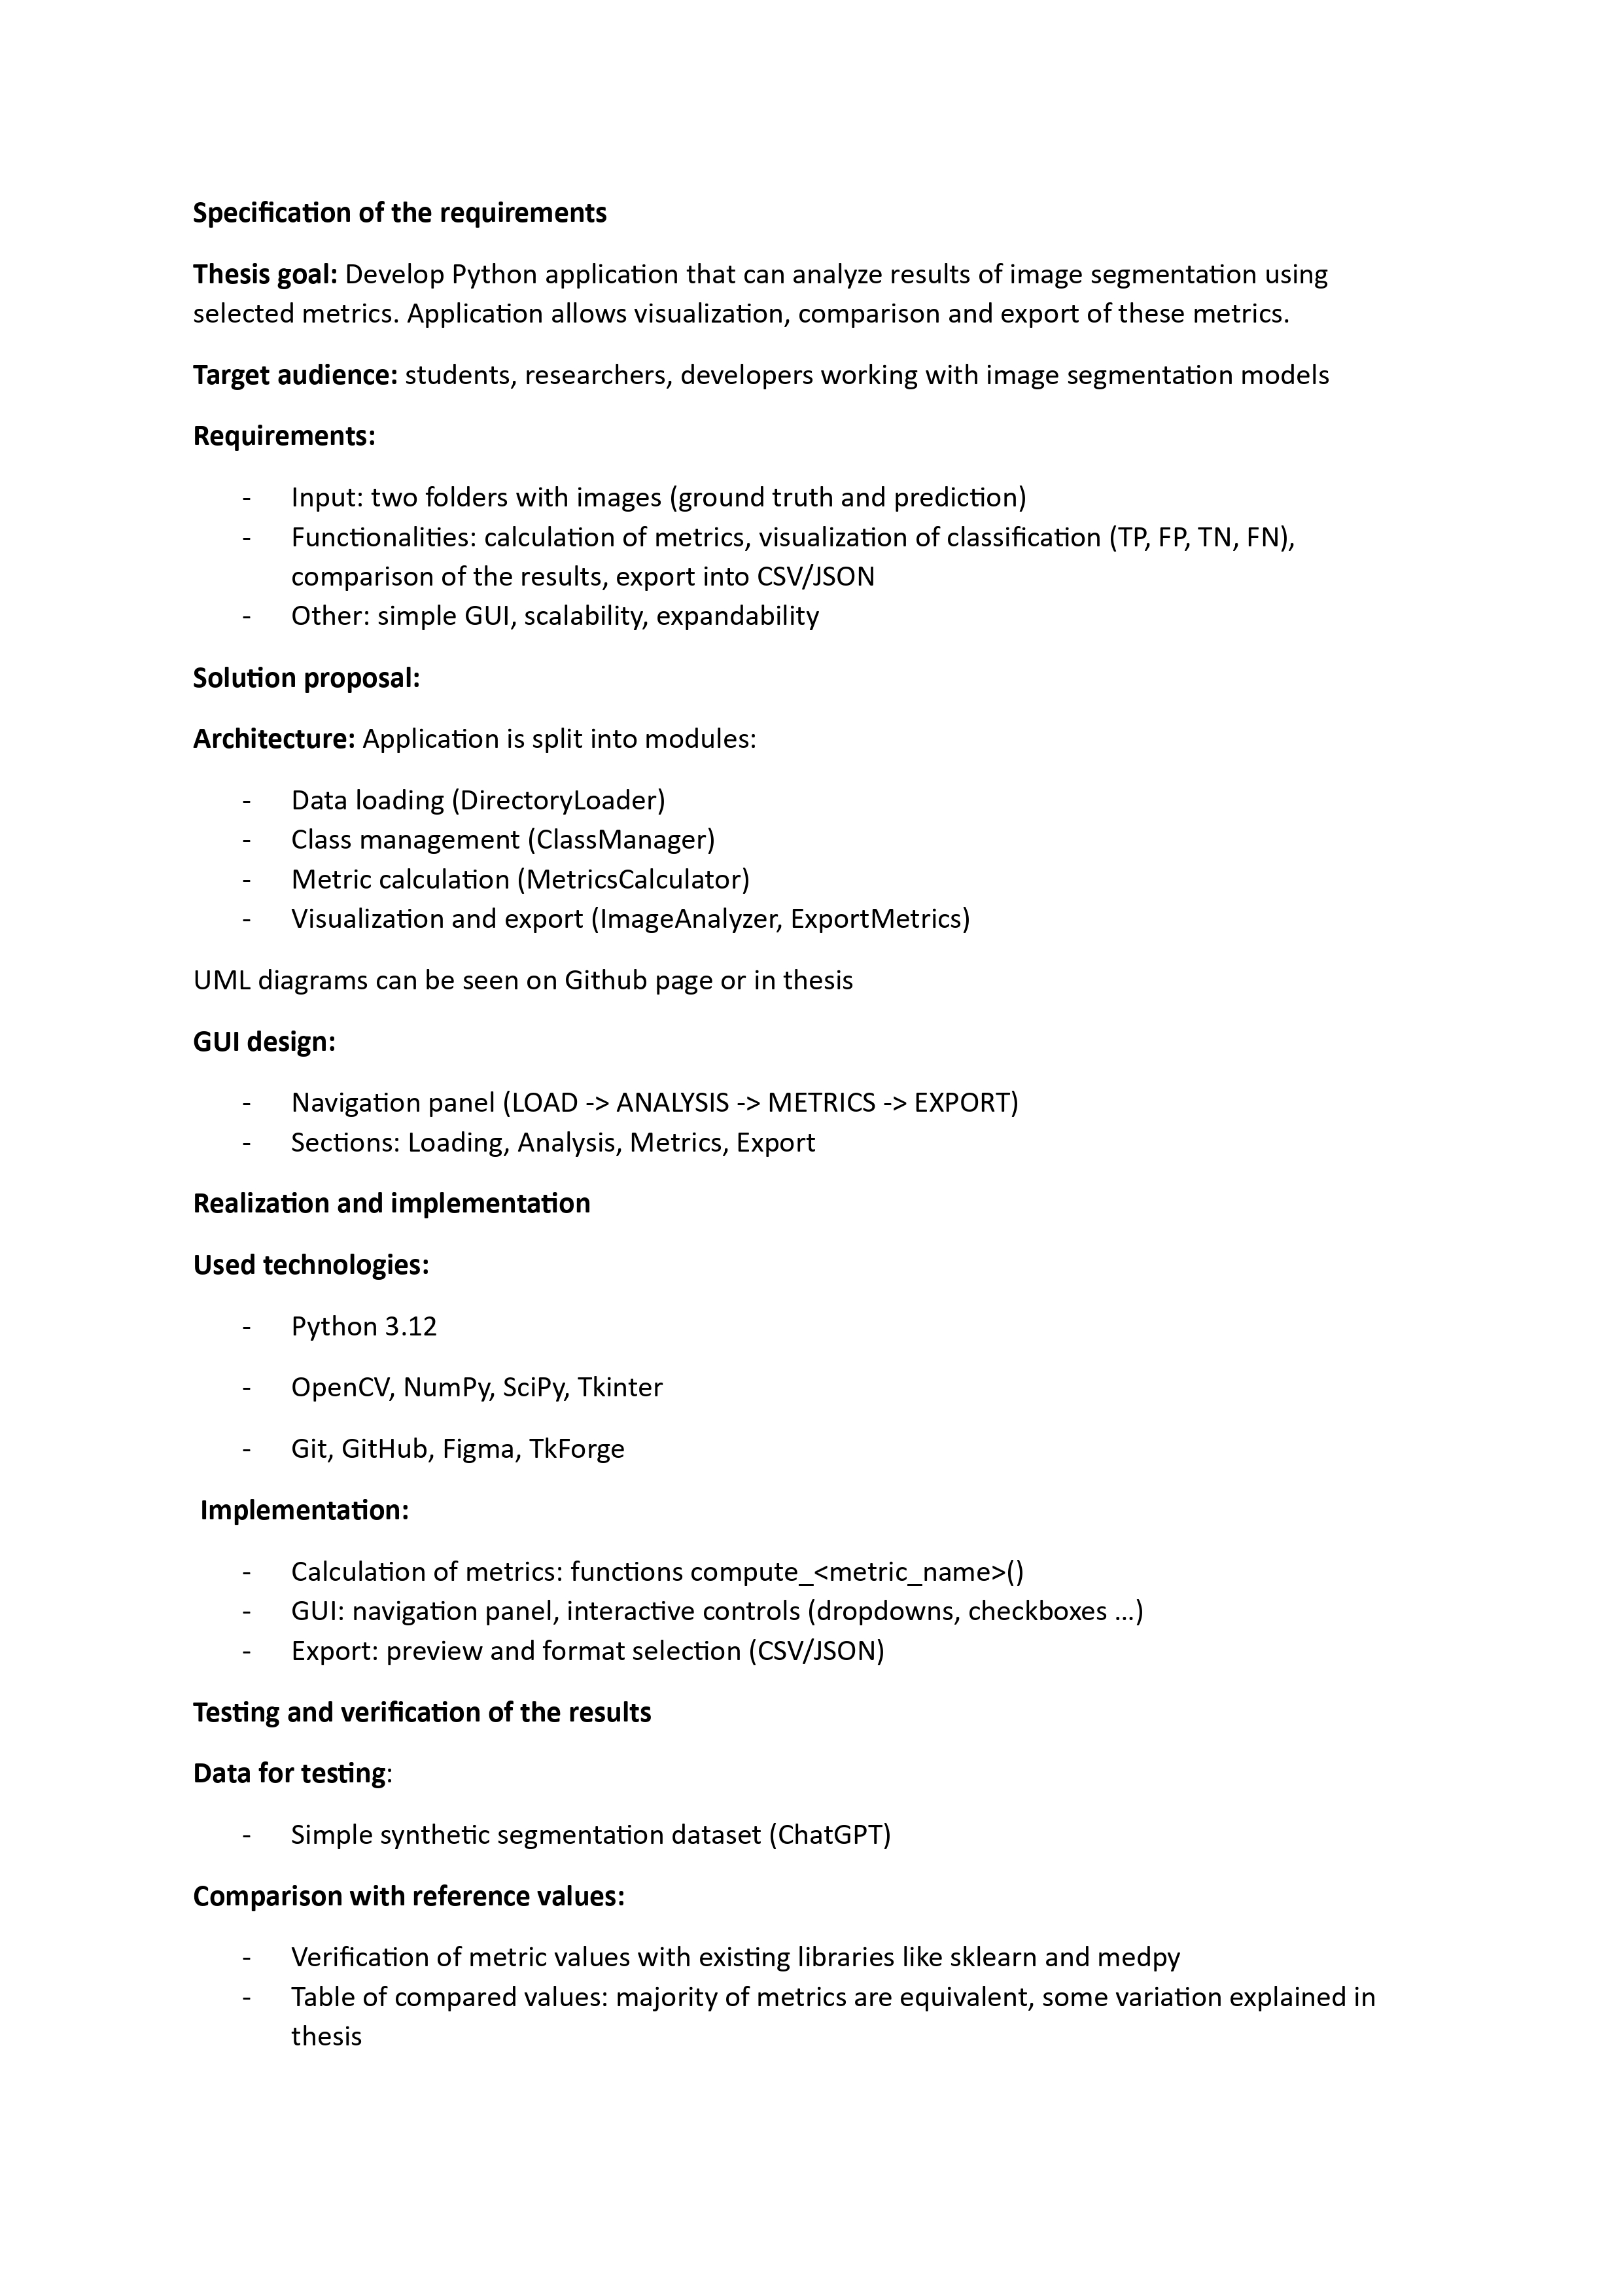 Specification of the requirements
Thesis goal: Develop Python application that can analyze results of image segmentation using
selected metrics. Application allows visualization, comparison and export of these metrics.
Target audience: students, researchers, developers working with image segmentation models
Requirements:
- Input: two folders with images (ground truth and prediction)
- Functionalities: calculation of metrics, visualization of classification (TP, FP, TN, FN),
comparison of the results, export into CSV/JSON
- Other: simple GUI, scalability, expandability
Solution proposal:
Architecture: Application is split into modules:
- Data loading (DirectoryLoader)
- Class management (ClassManager)
- Metric calculation (MetricsCalculator)
- Visualization and export (ImageAnalyzer, ExportMetrics)
UML diagrams can be seen on Github page or in thesis
GUI design:
- Navigation panel (LOAD -> ANALYSIS -> METRICS -> EXPORT)
- Sections: Loading, Analysis, Metrics, Export
Realization and implementation
Used technologies:
- Python 3.12
- OpenCV, NumPy, SciPy, Tkinter
- Git, GitHub, Figma, TkForge
Implementation:
- Calculation of metrics: functions compute_<metric_name>()
- GUI: navigation panel, interactive controls (dropdowns, checkboxes ...)
- Export: preview and format selection (CSV/JSON)
Testing and verification of the results
Data for testing:
- Simple synthetic segmentation dataset (ChatGPT)
Comparison with reference values:
- Verification of metric values with existing libraries like sklearn and medpy
- Table of compared values: majority of metrics are equivalent, some variation explained in
thesis